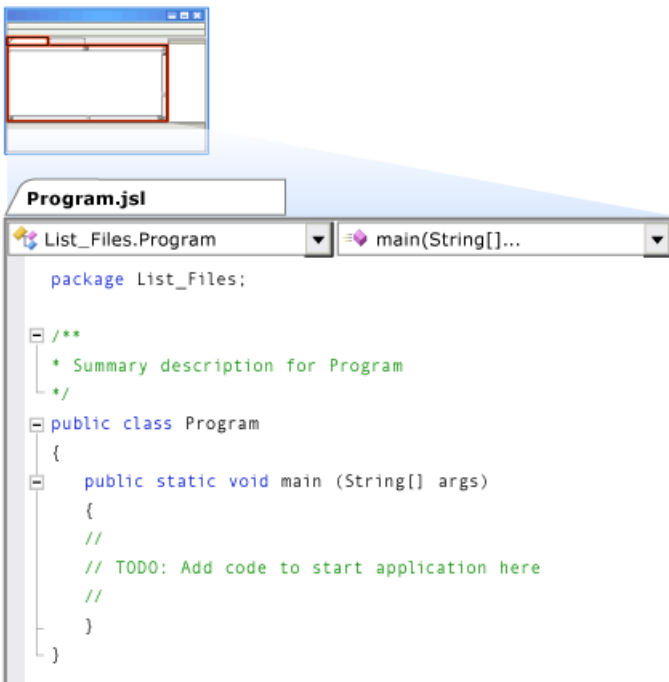 Program.jsl
List_Files.Program main(String[]...
package List_Files;
/**
* Summary description for Program
*/
public class Program
{
public static void main (String[] args)
{
//
// TODO: Add code to start application here
//
}
}